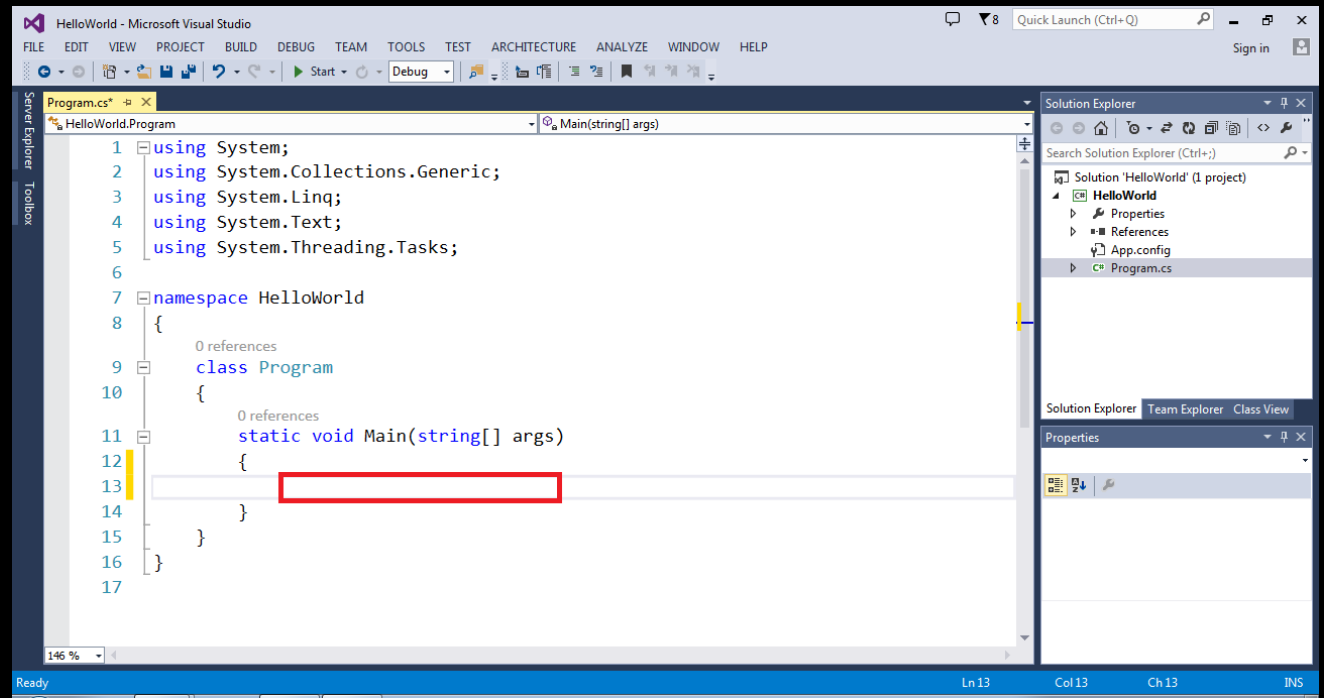 HelloWorld - Microsoft Visual Studio
8
Quick Launch (Ctrl+Q)
FILE EDIT VIEW PROJECT BUILD DEBUG TEAM TOOLS TEST ARCHITECTURE ANALYZE WINDOW HELP
Sign in
Start
Debug
Server Explorer
Toolbox
Program.cs*
HelloWorld.Program
Main(string[] args)
1 using System;
2 using System.Collections.Generic;
3 using System.Linq;
4 using System.Text;
5 using System.Threading.Tasks;
6
7 namespace HelloWorld
8 {
0 references
9 class Program
10 {
0 references
11 static void Main(string[] args)
12 {
13
14 }
15 }
16 }
17
146 %
Solution Explorer
Search Solution Explorer (Ctrl+;)
Solution 'HelloWorld' (1 project)
C# HelloWorld
Properties
References
App.config
C# Program.cs
Solution Explorer Team Explorer Class View
Properties
Ready
Ln 13
Col 13
Ch 13
INS